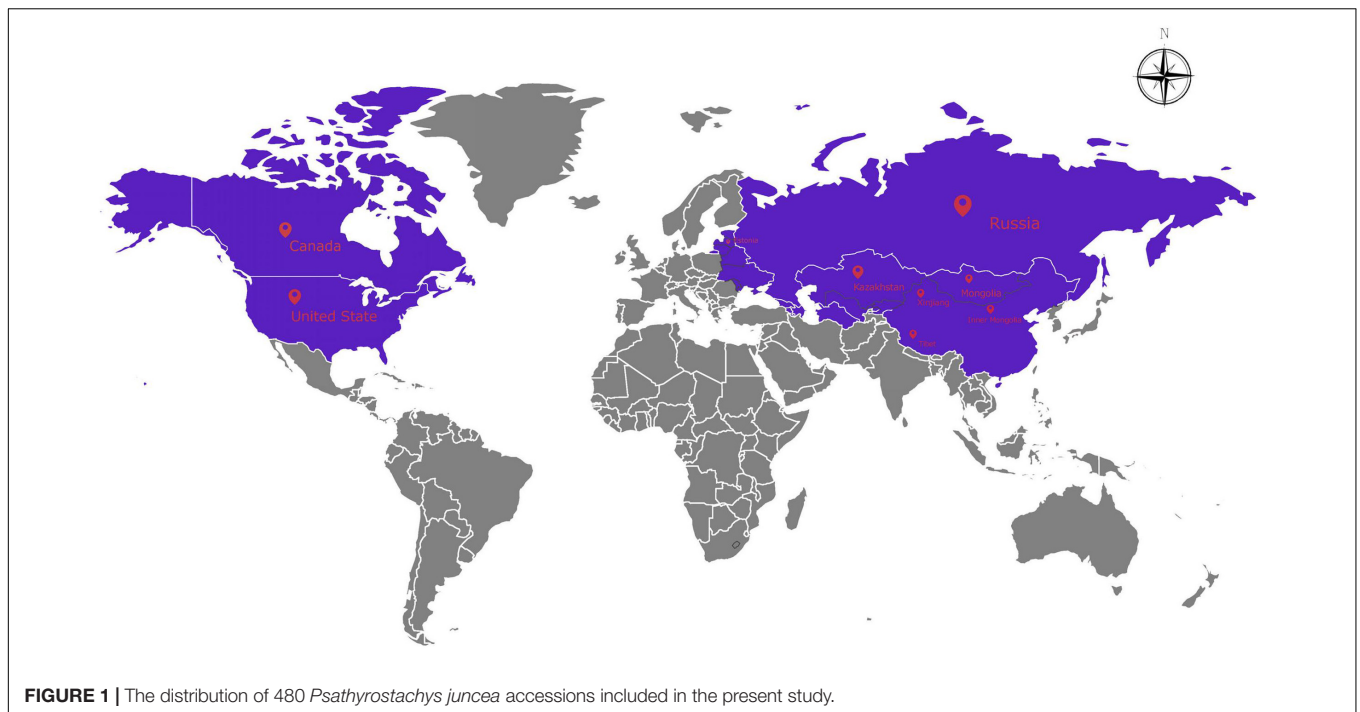 N
Russia
Canada
Estonia
Kazakhstan
Mongolia
Xinjiang
United State
Inner Mongolia
Tibet
FIGURE 1 | The distribution of 480 Psathyrostachys juncea accessions included in the present study.